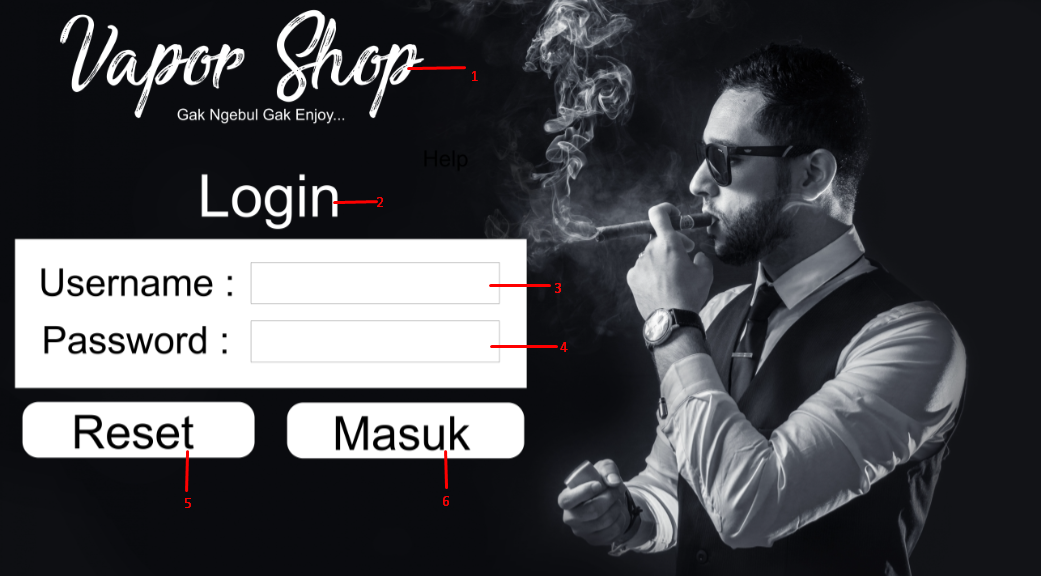 Vapor Shop
1
Gak Ngebul Gak Enjoy...
Help
Login
2
Username :
3
Password :
4
Reset
Masuk
5
6